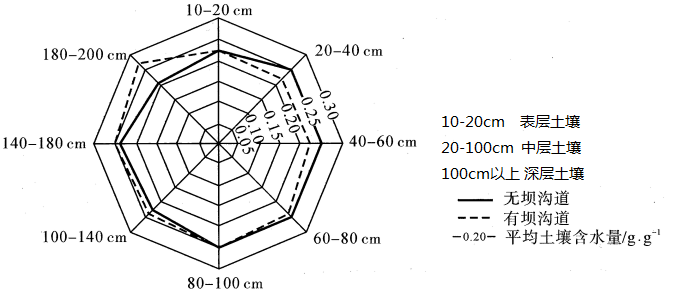 10-20 cm
180-200 cm
20-40 cm
0.30
0.25
0.20
0.15
0.10
0.05
140-180 cm
40-60 cm
100-140 cm
60-80 cm
80-100 cm
10-20cm 表层土壤
20-100cm 中层土壤
100cm以上 深层土壤
无坝沟道
有坝沟道
-0.20- 平均土壤含水量/g·g⁻¹